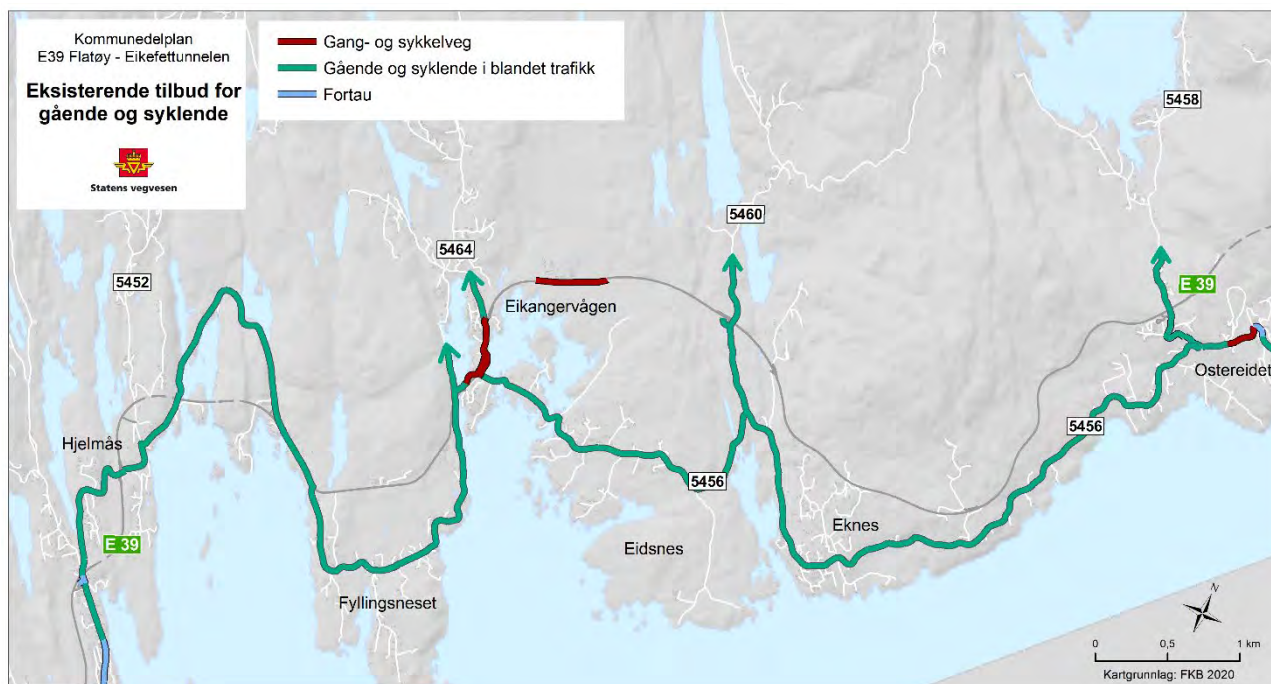 Kommunedelplan
E39 Flatøy - Eikefettunnelen
Eksisterende tilbud for
gående og syklende
Statens vegvesen
Gang- og sykkelveg
Gående og syklende i blandet trafikk
Fortau
5458
5460
5464
5452
E 39
Eikangervågen
Ostereidet
5456
Hjelmås
5456
Eknes
E 39
Eidsnes
Fyllingsneset
N
0 0,5 1 km
Kartgrunnlag: FKB 2020